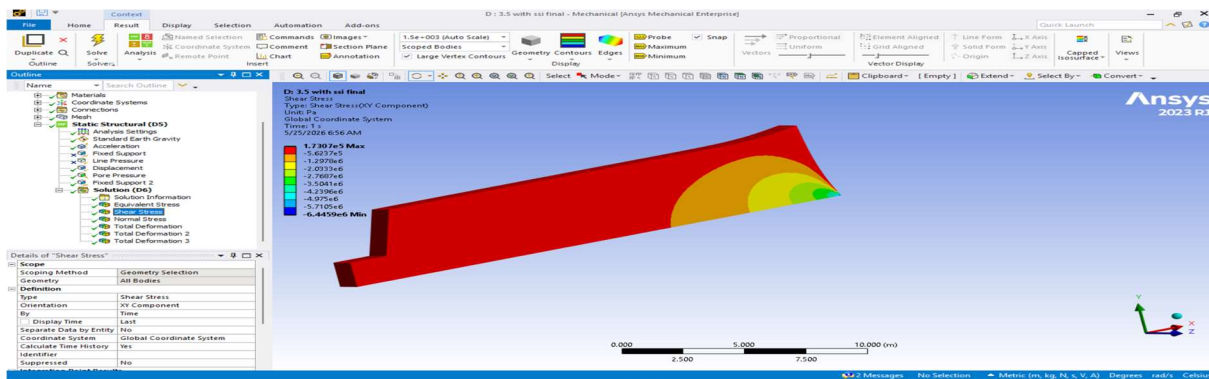 Context
D : 3.5 with ssi final - Mechanical [Ansys Mechanical Enterprise]
File Home Result Display Selection Automation Add-ons Quick Launch
Duplicate Q Solve Analysis Named Selection Commands Images 1.5e+003 (Auto Scale) Probe Snap Proportional Element Aligned Line Form X Axis
Coordinate System Comment Section Plane Scoped Bodies Geometry Contours Edges Maximum Vectors Uniform Grid Aligned Solid Form Y Axis Capped Isosurface Views
Remote Point Chart Annotation Large Vertex Contours Minimum Origin Z Axis
Outline Solver Insert Display Vector Display
Outline
Name Search Outline
Select Mode Clipboard [ Empty ] Extend Select By Convert
Materials
Coordinate Systems
Connections
Mesh
Static Structural (D5)
Analysis Settings
Standard Earth Gravity
Acceleration
Fixed Support
Line Pressure
Displacement
Pore Pressure
Fixed Support 2
Solution (D6)
Solution Information
Equivalent Stress
Shear Stress
Normal Stress
Total Deformation
Total Deformation 2
Total Deformation 3
D: 3.5 with ssi final
Shear Stress
Type: Shear Stress(XY Component)
Unit: Pa
Global Coordinate System
Time: 1 s
5/25/2026 6:56 AM
1.7307e5 Max
-5.6237e5
-1.2978e6
-2.0333e6
-2.7687e6
-3.5041e6
-4.2396e6
-4.975e6
-5.7105e6
-6.4459e6 Min
Ansys
2023 R1
Details of "Shear Stress"
Scope
Scoping Method Geometry Selection
Geometry All Bodies
Definition
Type Shear Stress
Orientation XY Component
By Time
Display Time Last
Separate Data by Entity No
Coordinate System Global Coordinate System
Calculate Time History Yes
Identifier
Suppressed No
Integration Point Results
0.000 5.000 10.000 (m)
2.500 7.500
Y
X
Z
2 Messages No Selection Metric (m, kg, N, s, V, A) Degrees rad/s Celsiu